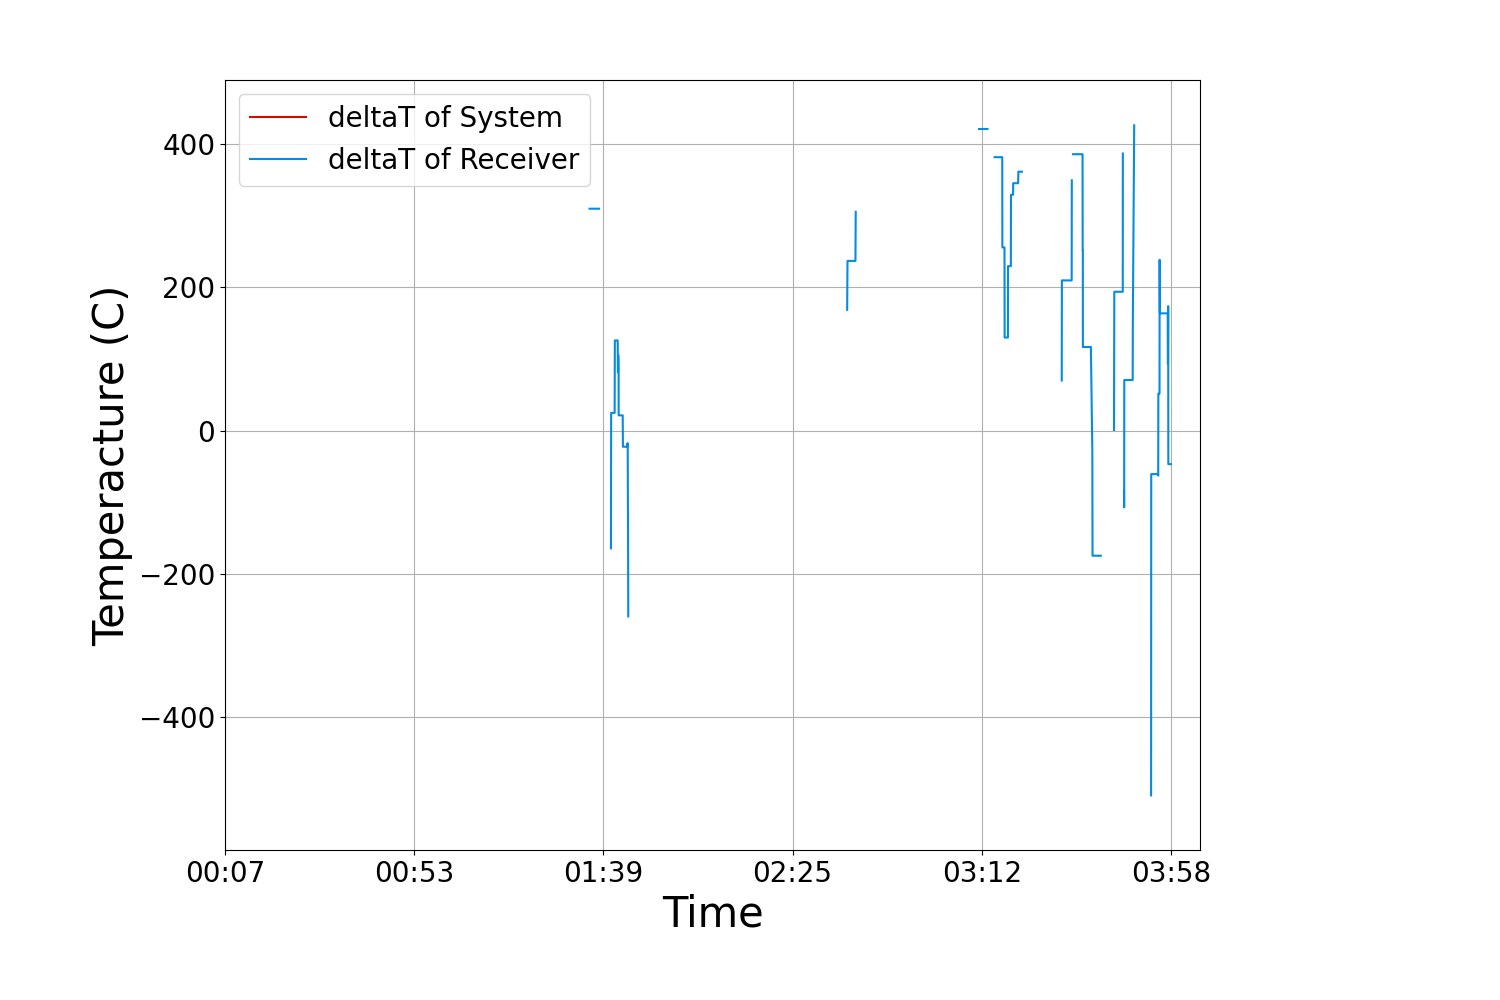 deltaT of System
deltaT of Receiver
400
200
0
−200
−400
Temperacture (C)
00:07 00:53 01:39 02:25 03:12 03:58
Time